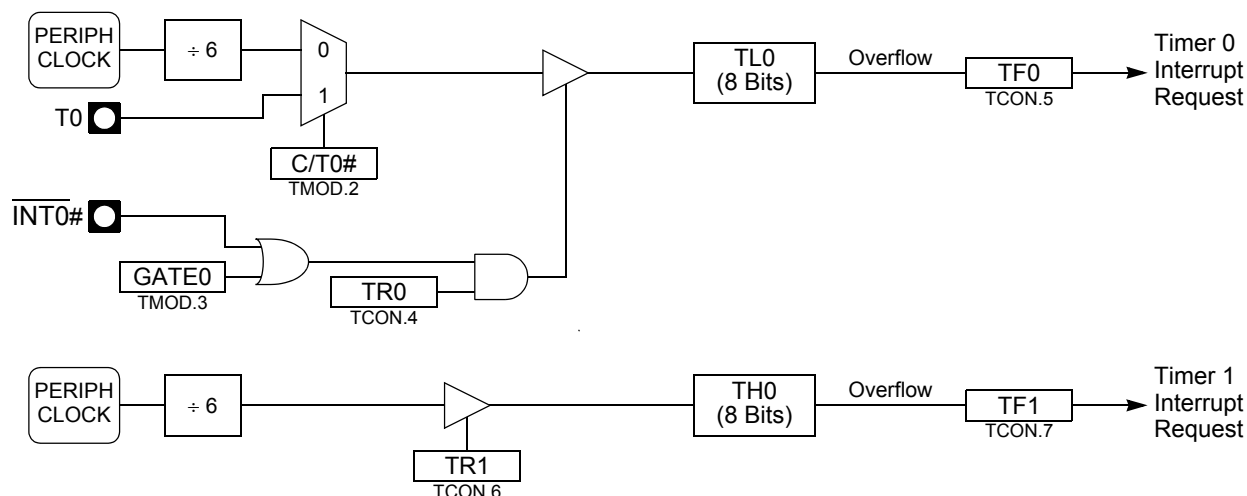 PERIPH
CLOCK
÷ 6
0
1
T0
C/T0#
TMOD.2
TL0
(8 Bits)
Overflow
TF0
TCON.5
Timer 0
Interrupt
Request
INT0#
GATE0
TMOD.3
TR0
TCON.4
PERIPH
CLOCK
÷ 6
TR1
TCON.6
TH0
(8 Bits)
Overflow
TF1
TCON.7
Timer 1
Interrupt
Request